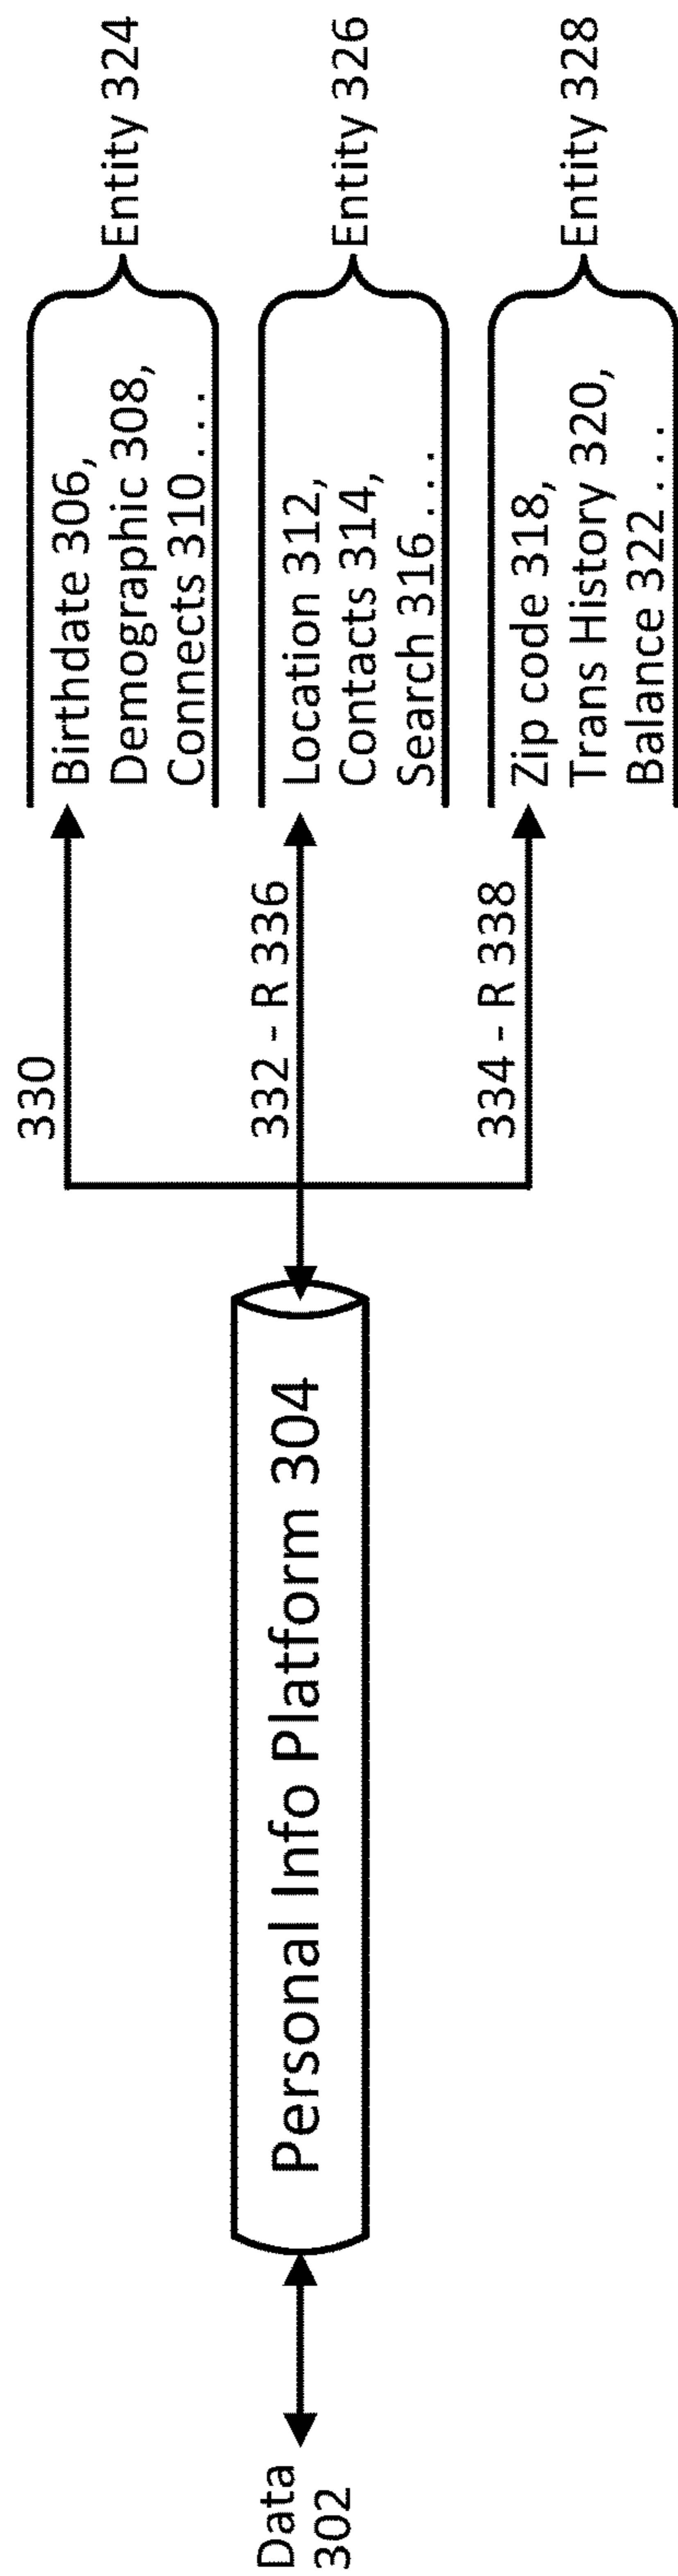 Data
302
Personal Info Platform 304
330
332 - R 336
334 - R 338
Birthdate 306,
Demographic 308,
Connects 310 . . . .
Entity 324
Location 312,
Contacts 314,
Search 316 . . . .
Entity 326
Zip code 318,
Trans History 320,
Balance 322 . . . .
Entity 328